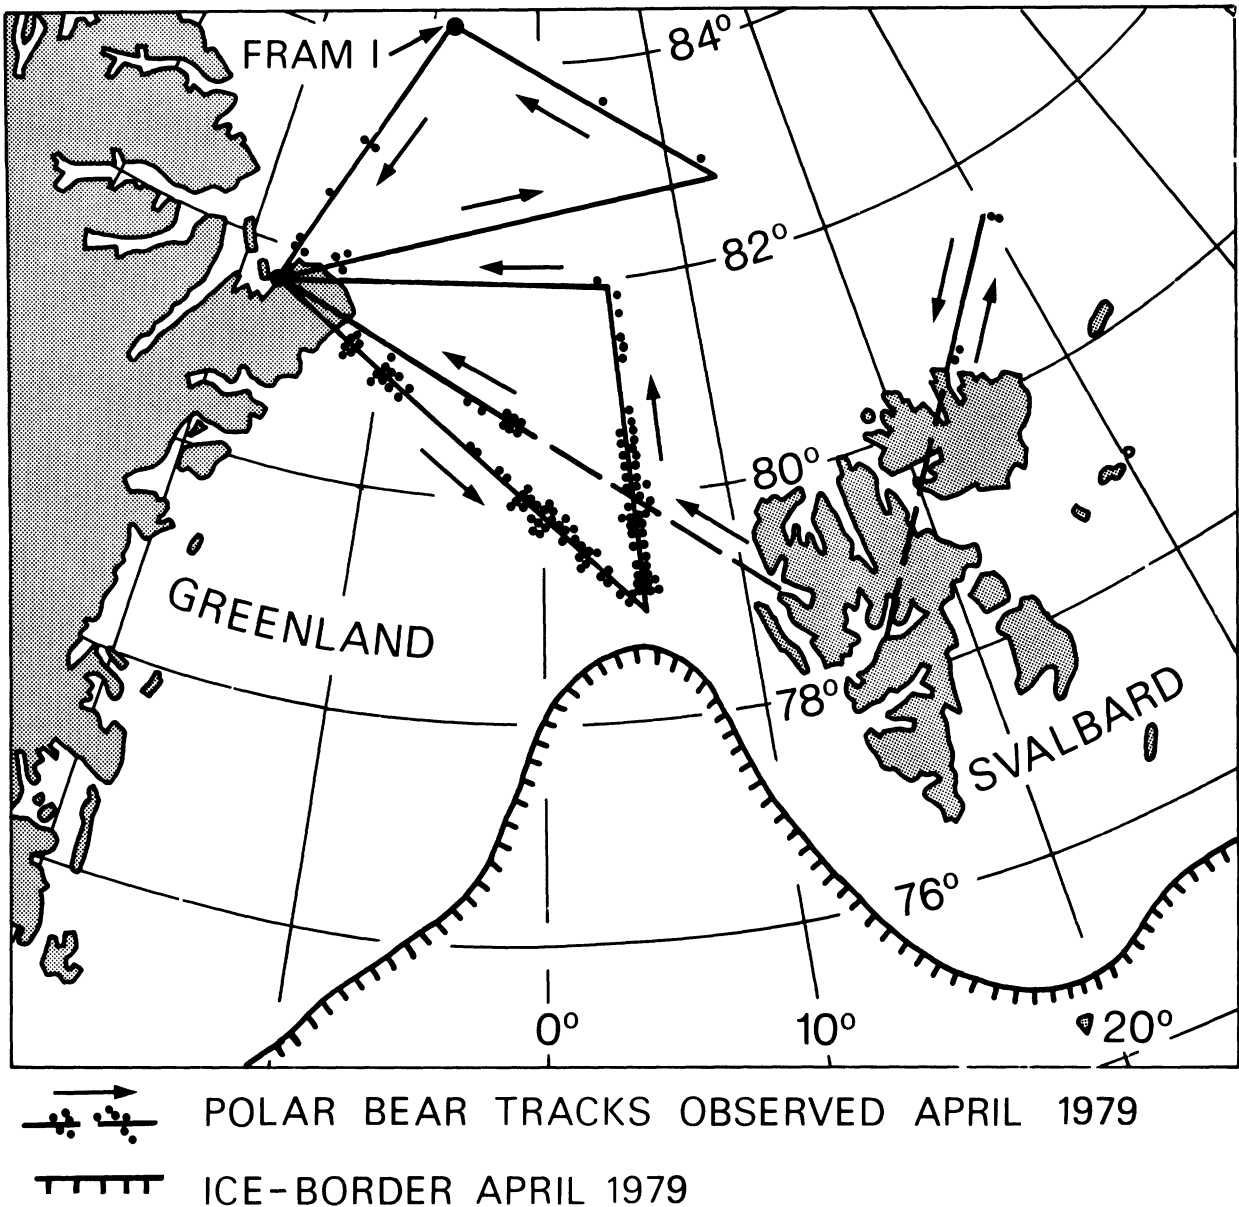 84°
FRAM I
82°
80°
GREENLAND
78°
SVALBARD
76°
0°
10°
20°
POLAR BEAR TRACKS OBSERVED APRIL 1979
ICE-BORDER APRIL 1979